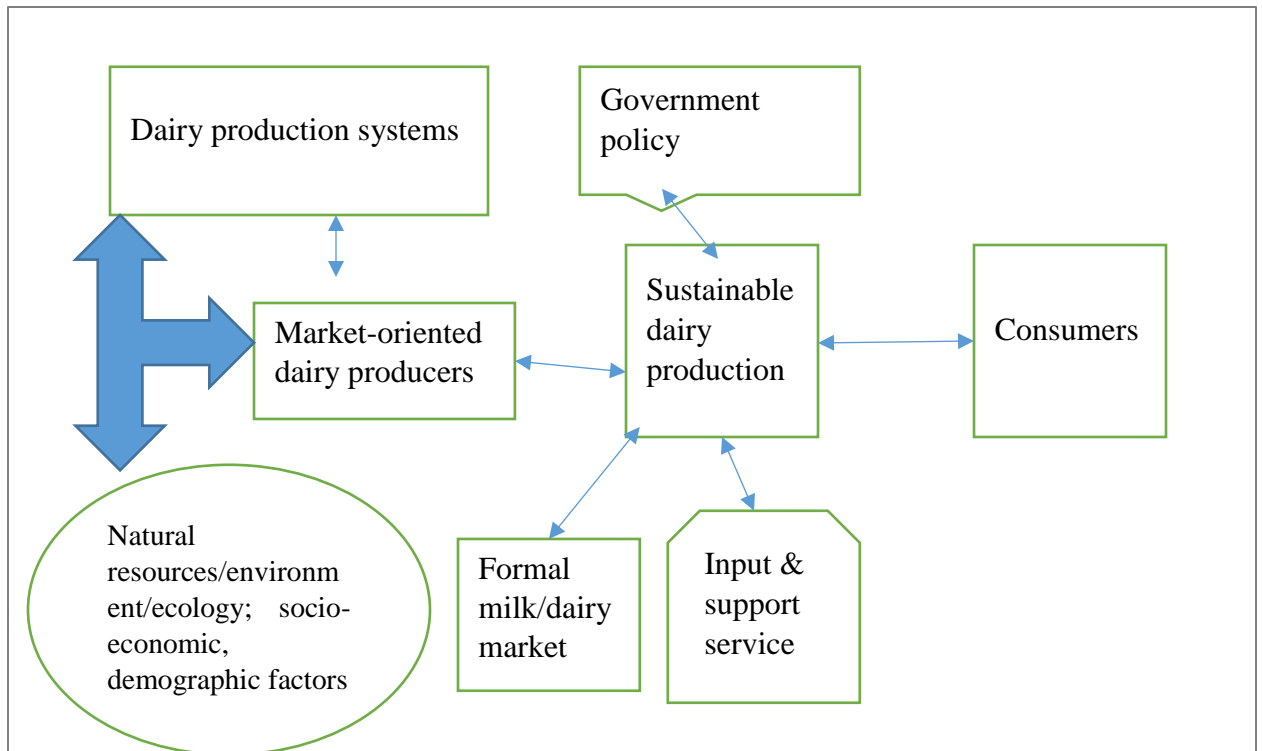 Dairy production systems
Government
policy
Market-oriented
dairy producers
Sustainable
dairy
production
Consumers
Natural
resources/environm
ent/ecology; socio-
economic,
demographic factors
Formal
milk/dairy
market
Input &
support
service